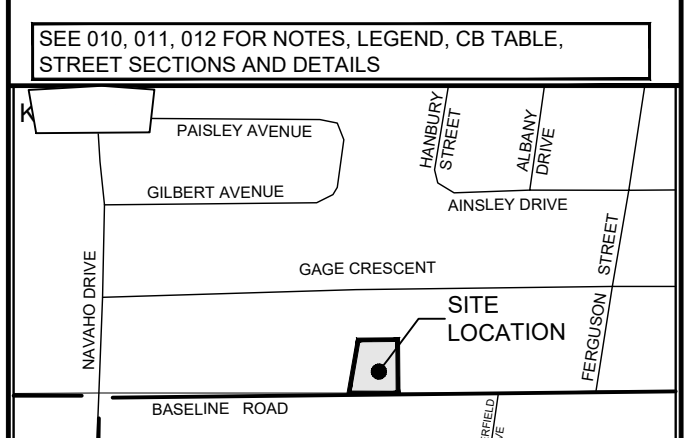 SEE 010, 011, 012 FOR NOTES, LEGEND, CB TABLE,
STREET SECTIONS AND DETAILS
PAISLEY AVENUE
HANBURY
STREET
ALBANY
DRIVE
GILBERT AVENUE
AINSLEY DRIVE
NAVAHO DRIVE
GAGE CRESCENT
FERGUSON STREET
SITE
LOCATION
BASELINE ROAD